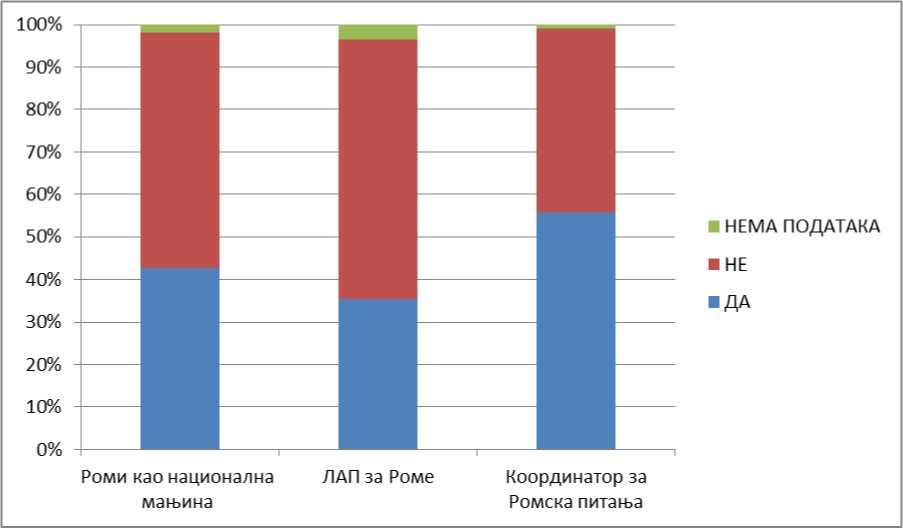 100%
90%
80%
70%
60%
50%
40%
30%
20%
10%
0%
Роми као национална
мањина
ЛАП за Роме
Координатор за
Ромска питања
НЕМА ПОДАТАКА
НЕ
ДА